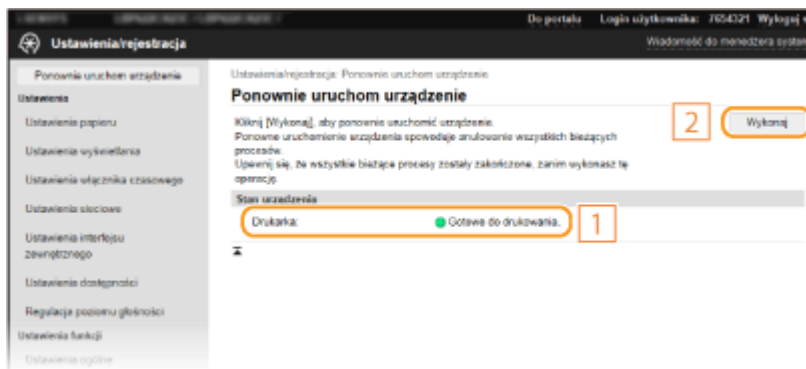 Do portalu Login użytkownika: 7654321 Wyloguj
Ustawienia/rejestracja
Wiadomość do menedżera system
Ponownie uruchom urządzenie
Ustawienia
Ustawienia papieru
Ustawienia wyświetlania
Ustawienia włącznika czasowego
Ustawienia sieciowe
Ustawienia interfejsu
zewnętrznego
Ustawienia dostępności
Regulacja poziomu głośności
Ustawienia funkcji
Ustawienia ogólne
Ustawienia/rejestracja: Ponownie uruchom urządzenie
Ponownie uruchom urządzenie
Kliknij [Wykonaj], aby ponownie uruchomić urządzenie.
Ponowne uruchomienie urządzenia spowoduje anulowanie wszystkich bieżących
procesów.
Upewnij się, że wszystkie bieżące procesy zostały zakończone, zanim wykonasz tę
operację.
2
Wykonaj
Stan urządzenia
Drukarka: Gotowe do drukowania.
1